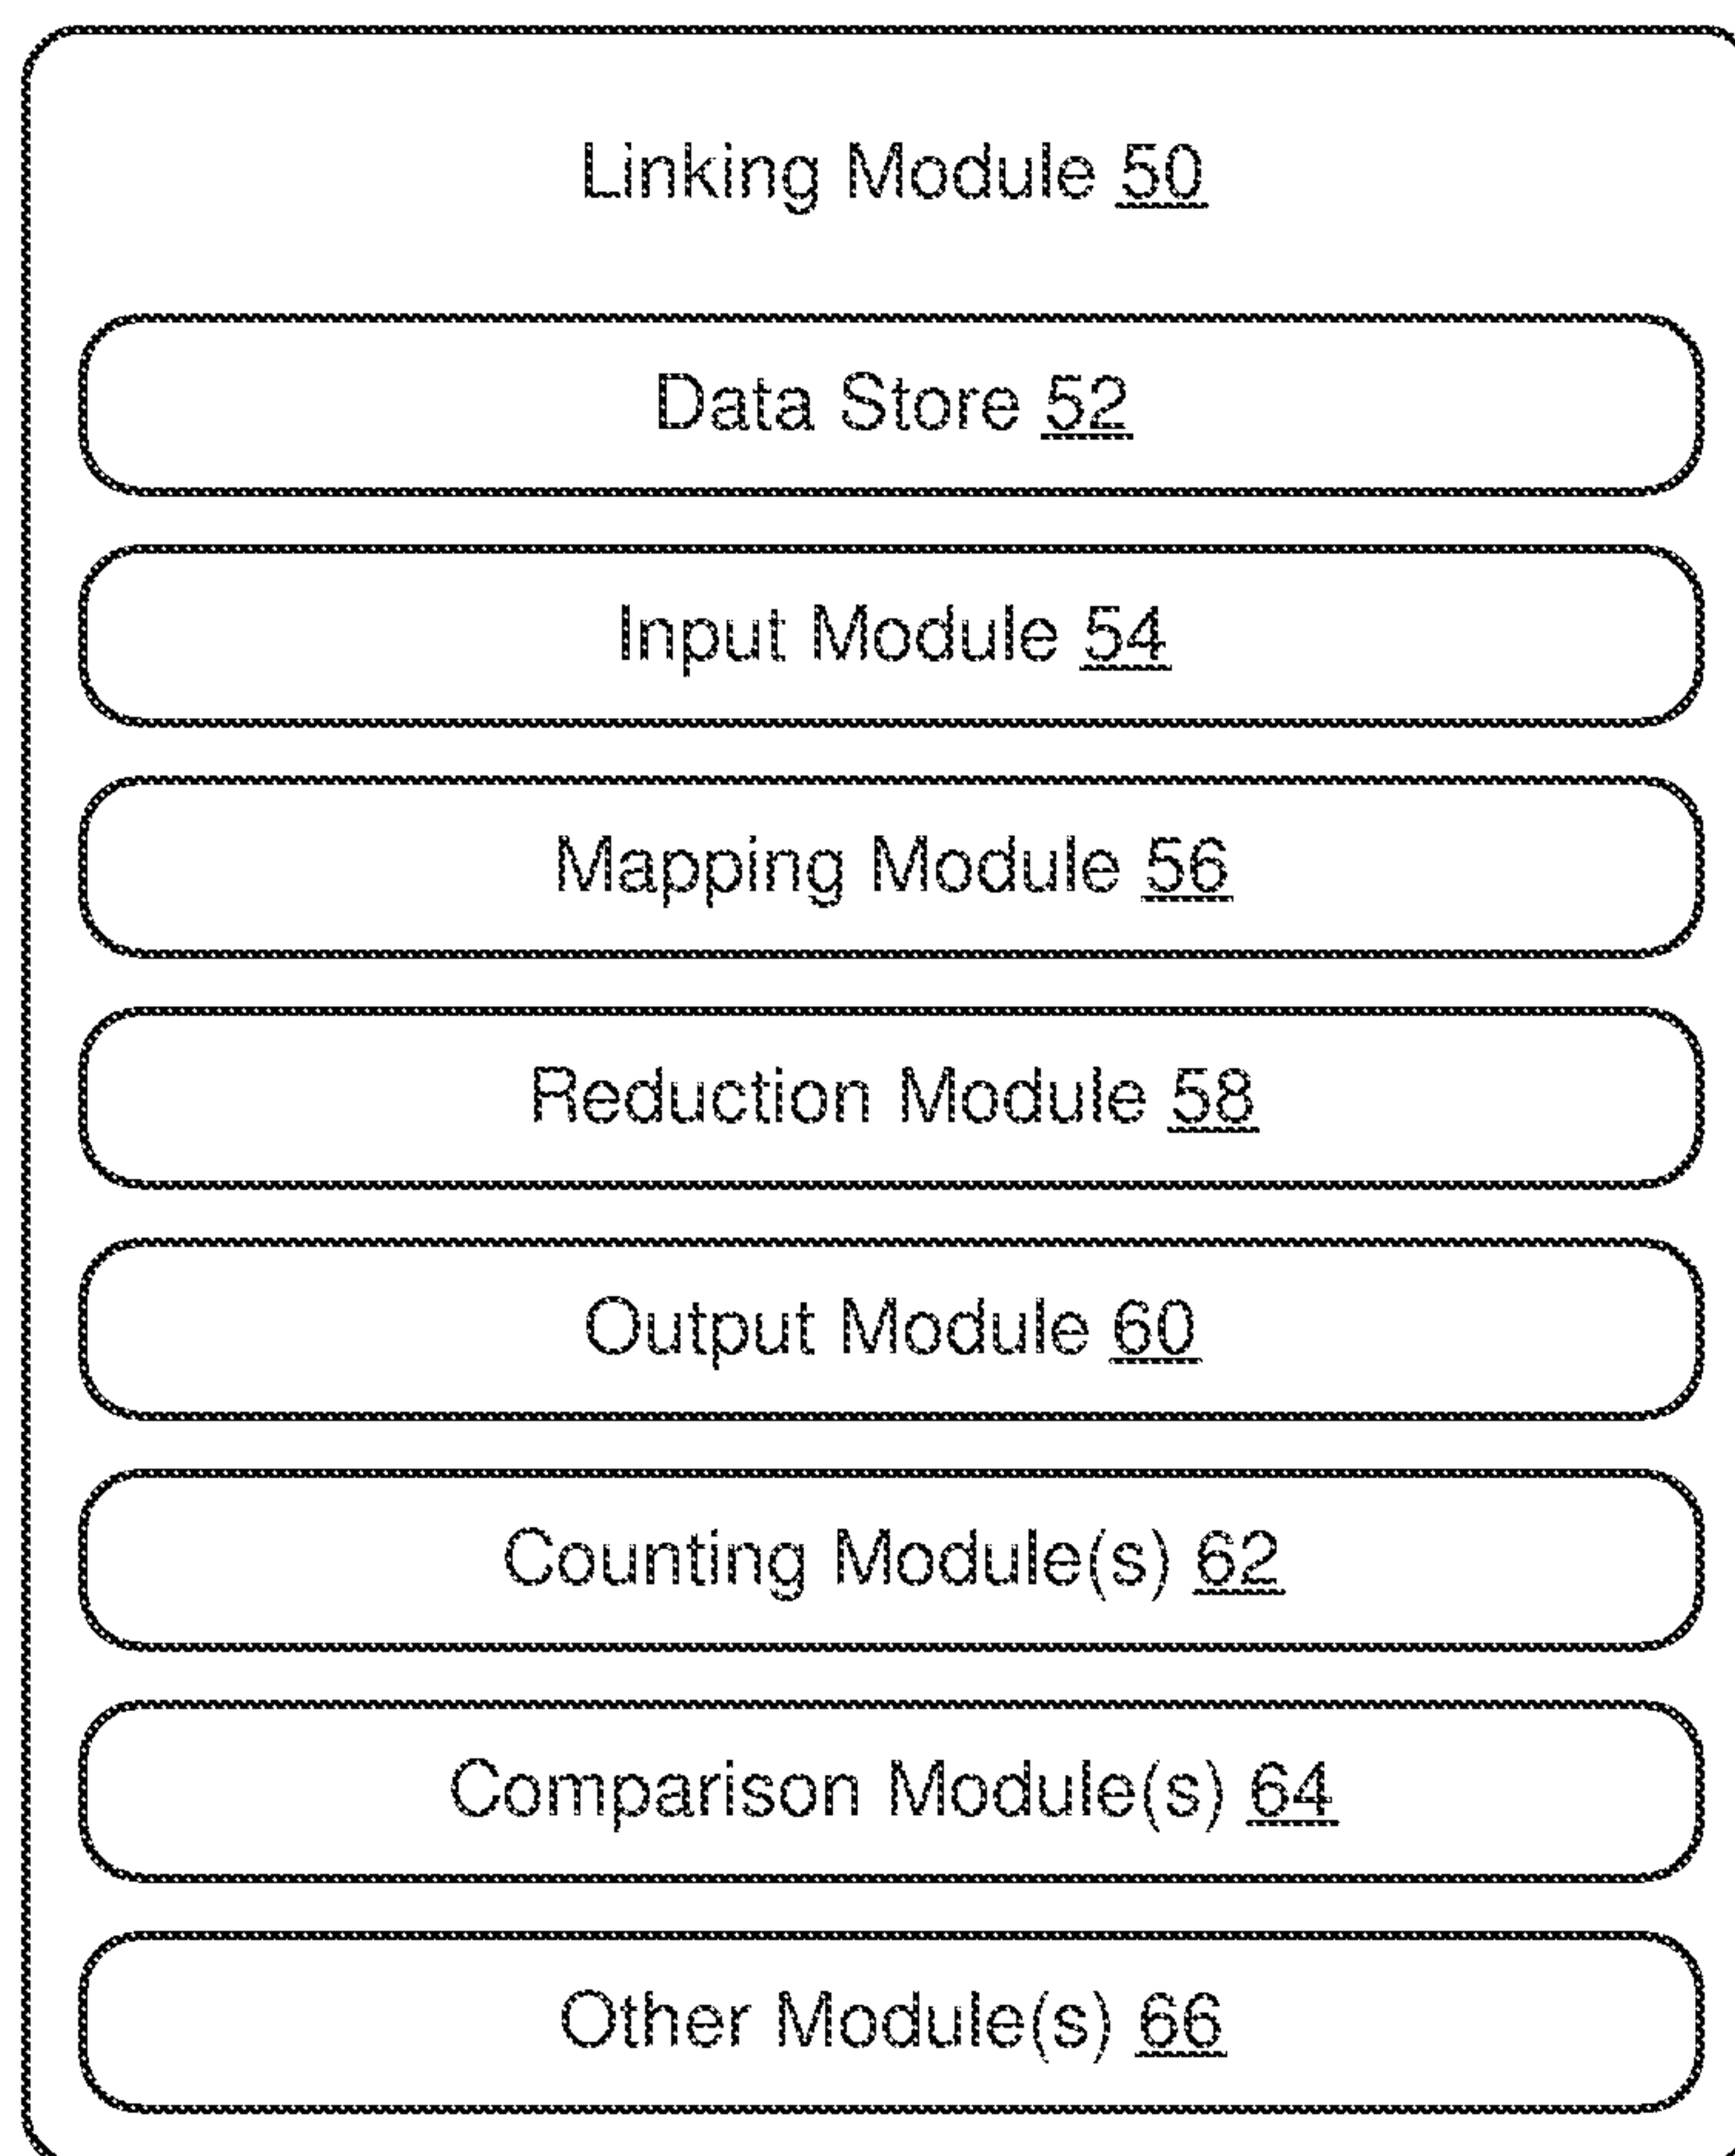 Linking Module 50
Data Store 52
Input Module 54
Mapping Module 56
Reduction Module 58
Output Module 60
Counting Module(s) 62
Comparison Module(s) 64
Other Module(s) 66